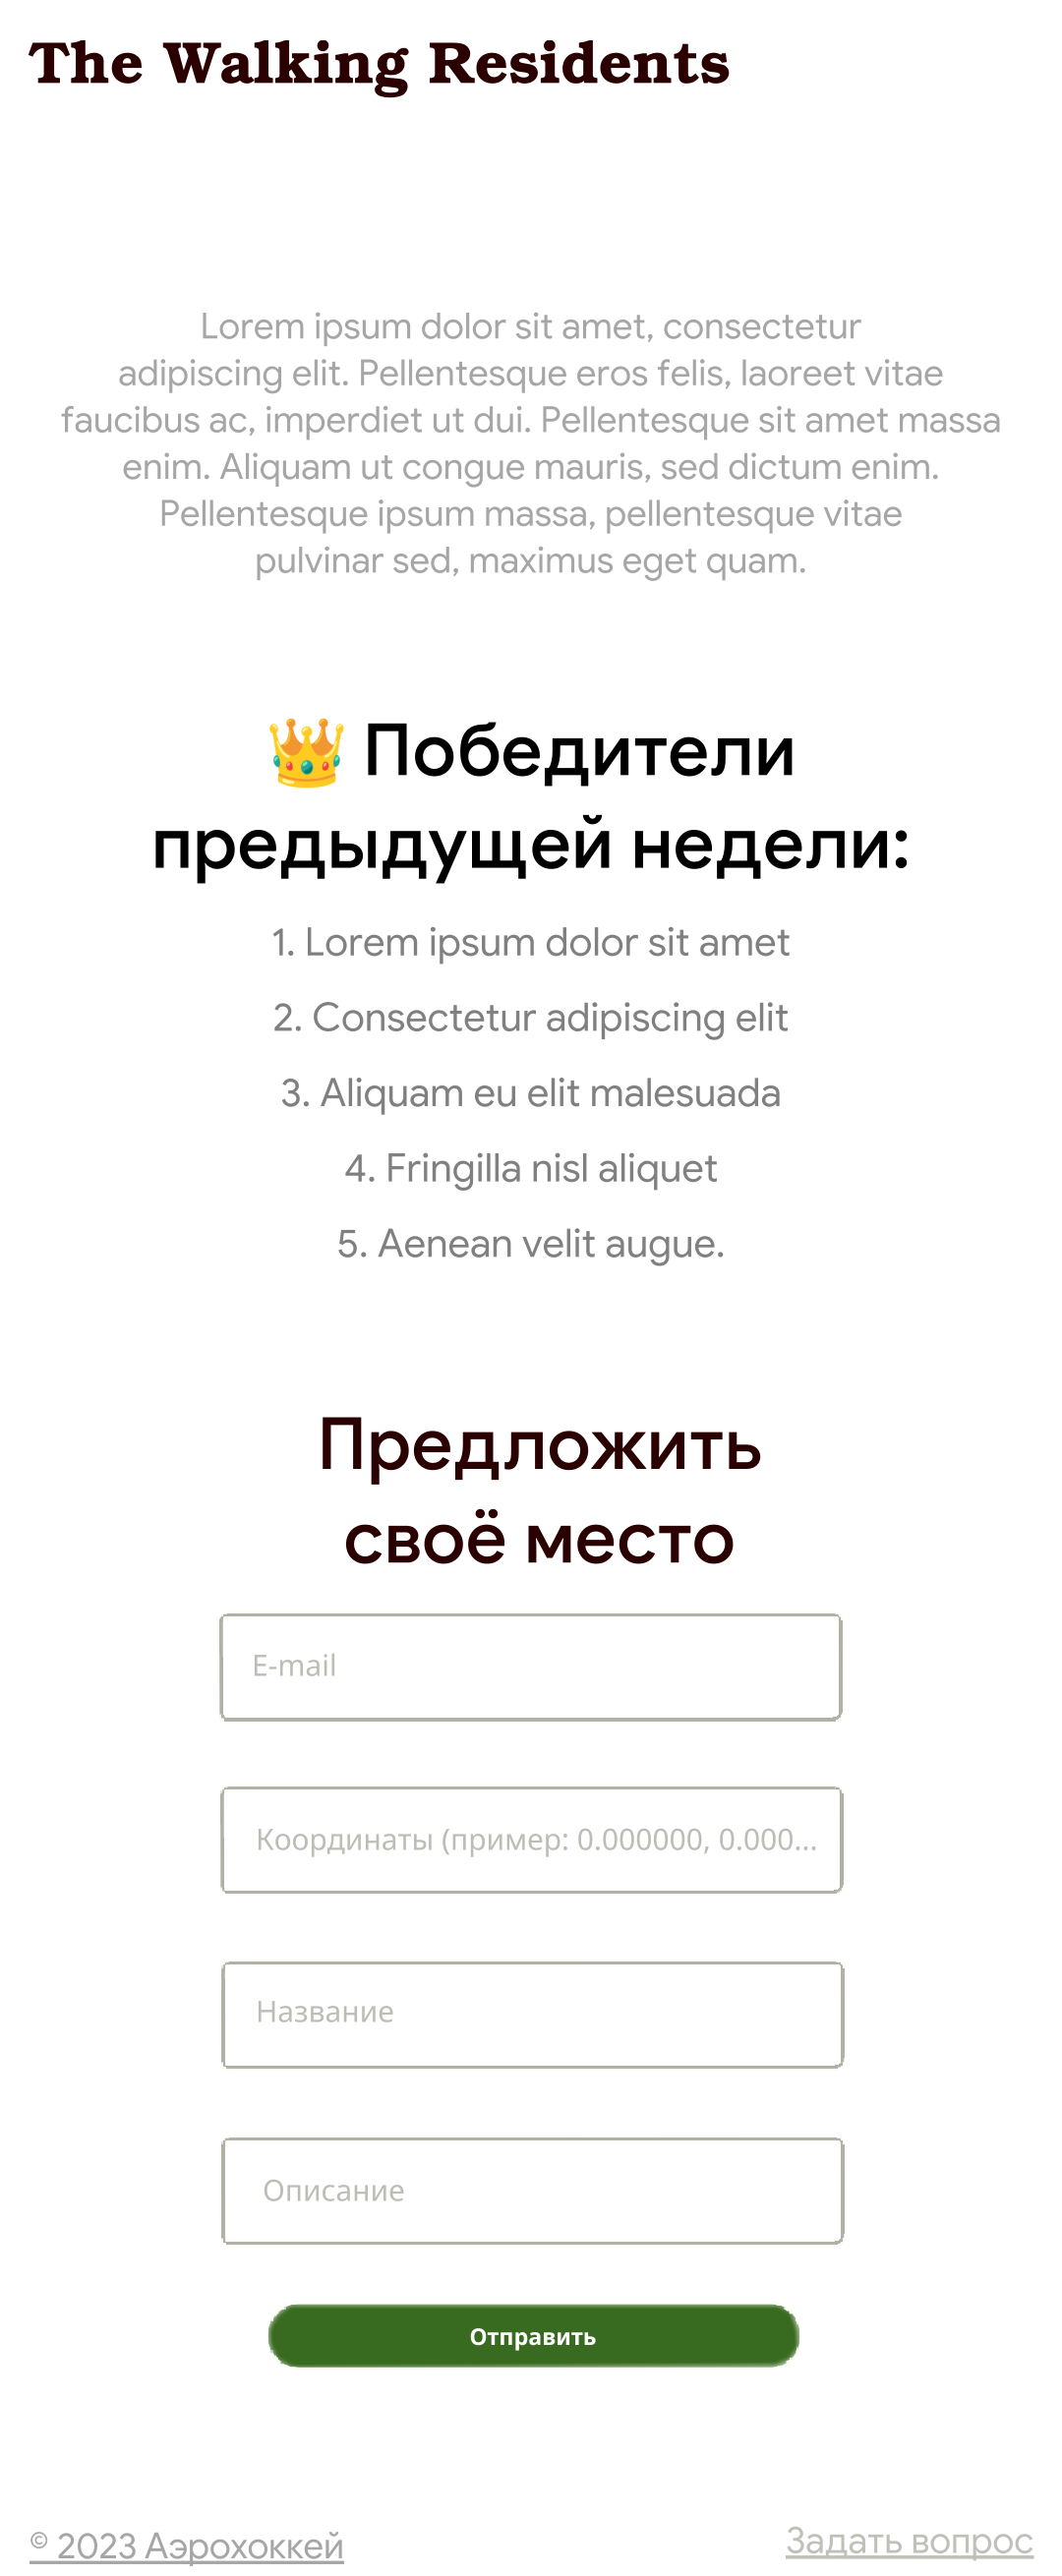 The Walking Residents
Lorem ipsum dolor sit amet, consectetur
adipiscing elit. Pellentesque eros felis, laoreet vitae
faucibus ac, imperdiet ut dui. Pellentesque sit amet massa
enim. Aliquam ut congue mauris, sed dictum enim.
Pellentesque ipsum massa, pellentesque vitae
pulvinar sed, maximus eget quam.
👑 Победители
предыдущей недели:
1. Lorem ipsum dolor sit amet
2. Consectetur adipiscing elit
3. Aliquam eu elit malesuada
4. Fringilla nisl aliquet
5. Aenean velit augue.
Предложить
своё место
E-mail
Координаты (пример: 0.000000, 0.000...
Название
Описание
Отправить
© 2023 Аэрохоккей
Задать вопрос